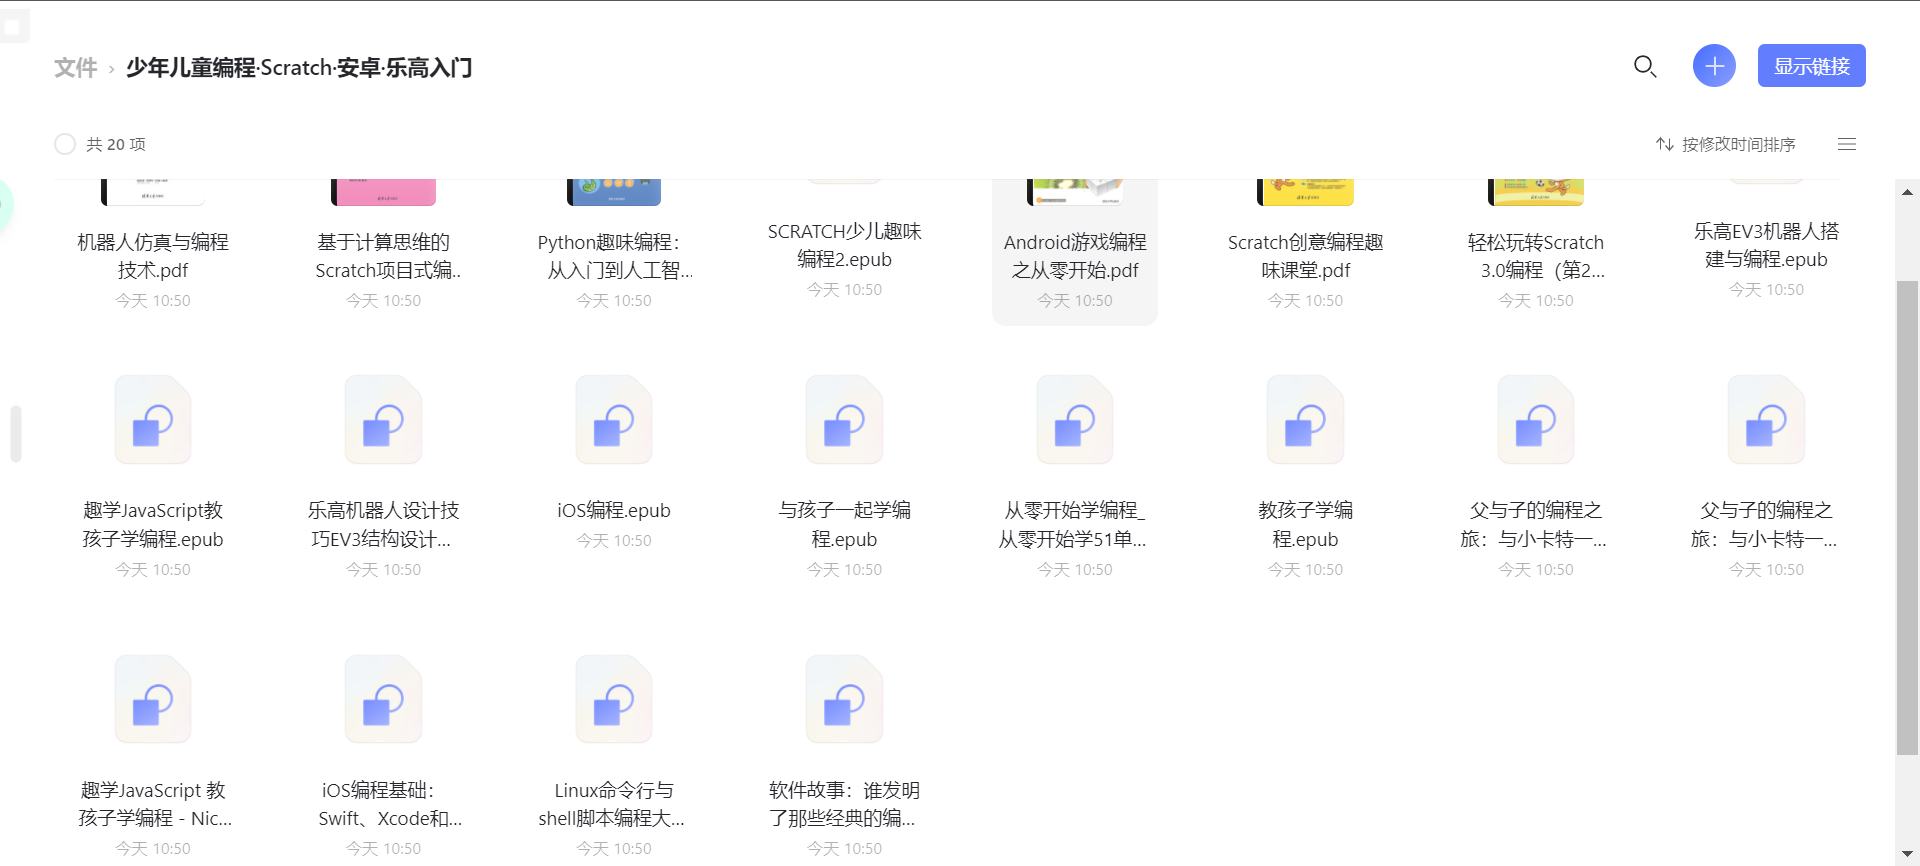 文件 › 少年儿童编程·Scratch·安卓·乐高入门
显示链接
共 20 项
按修改时间排序
机器人仿真与编程
技术.pdf
今天 10:50
基于计算思维的
Scratch项目式编..
今天 10:50
Python趣味编程：
从入门到人工智...
今天 10:50
SCRATCH少儿趣味
编程2.epub
今天 10:50
Android游戏编程
之从零开始.pdf
今天 10:50
Scratch创意编程趣
味课堂.pdf
今天 10:50
轻松玩转Scratch
3.0编程（第2...
今天 10:50
乐高EV3机器人搭
建与编程.epub
今天 10:50
趣学JavaScript教
孩子学编程.epub
今天 10:50
乐高机器人设计技
巧EV3结构设计...
今天 10:50
iOS编程.epub
今天 10:50
与孩子一起学编
程.epub
今天 10:50
从零开始学编程_
从零开始学51单...
今天 10:50
教孩子学编
程.epub
今天 10:50
父与子的编程之
旅：与小卡特一...
今天 10:50
父与子的编程之
旅：与小卡特一...
今天 10:50
趣学JavaScript 教
孩子学编程 - Nic...
今天 10:50
iOS编程基础：
Swift、Xcode和...
今天 10:50
Linux命令行与
shell脚本编程大...
今天 10:50
软件故事：谁发明
了那些经典的编...
今天 10:50